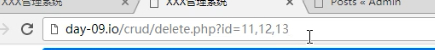 XXX管理系统 XXX管理系统 Posts « Admin
day-09.io/crud/delete.php?id=11,12,13